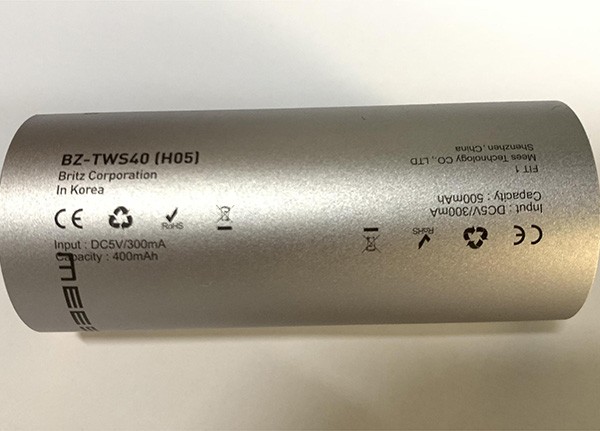 BZ-TWS40 (H05)
Britz Corporation
In Korea
CE
RoHS
Input : DC5V/300mA
Capacity : 400mAh
MEES
FIT 1
Mees Technology CO., LTD
Shenzhen, China
Input : DC5V/300mA
Capacity : 500mAh
CE
RoHS